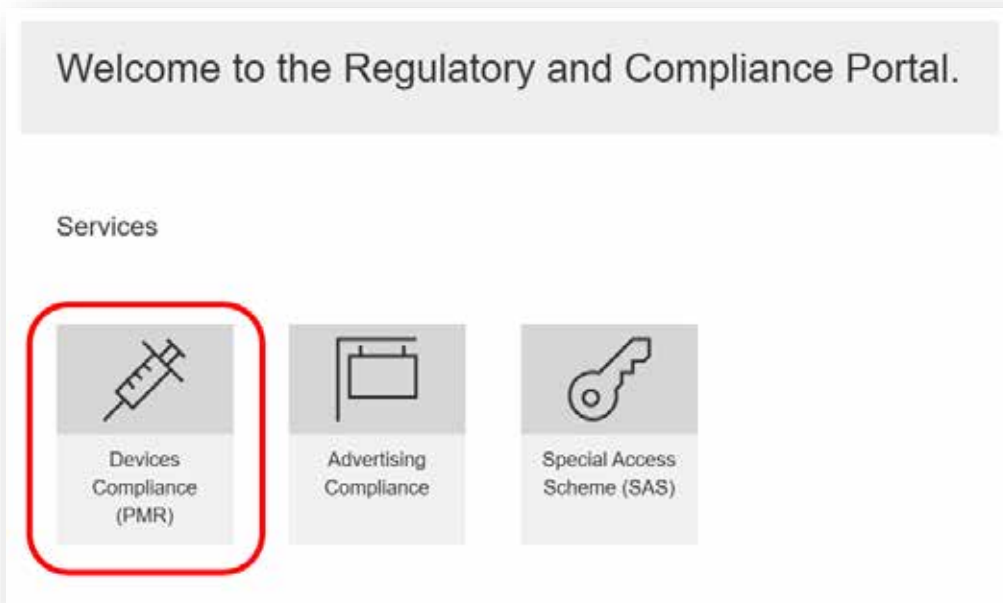 Welcome to the Regulatory and Compliance Portal.
Services
Devices
Compliance
(PMR)
Advertising
Compliance
Special Access
Scheme (SAS)